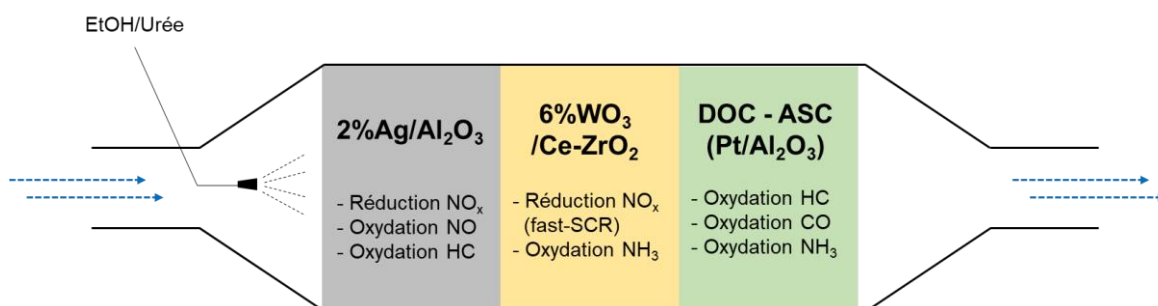 EtOH/Urée
2%Ag/Al₂O₃
- Réduction NOₓ
- Oxydation NO
- Oxydation HC
6%WO₃
/Ce-ZrO₂
- Réduction NOₓ
(fast-SCR)
- Oxydation NH₃
DOC - ASC
(Pt/Al₂O₃)
- Oxydation HC
- Oxydation CO
- Oxydation NH₃